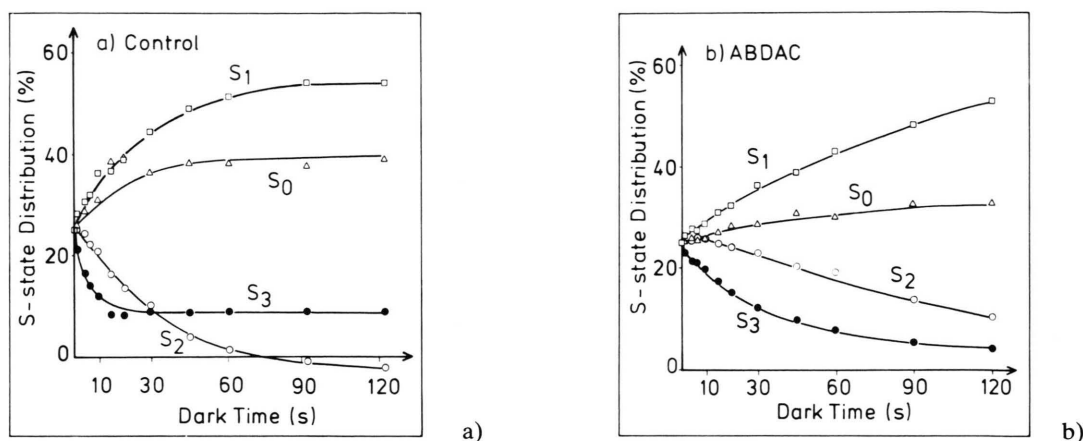 a) Control
S-state Distribution (%)
60
40
20
0
S1
S0
S3
S2
10 30 60 90 120
Dark Time (s)
a)
b) ABDAC
S-state Distribution (%)
60
40
20
0
S1
S0
S2
S3
10 30 60 90 120
Dark Time (s)
b)